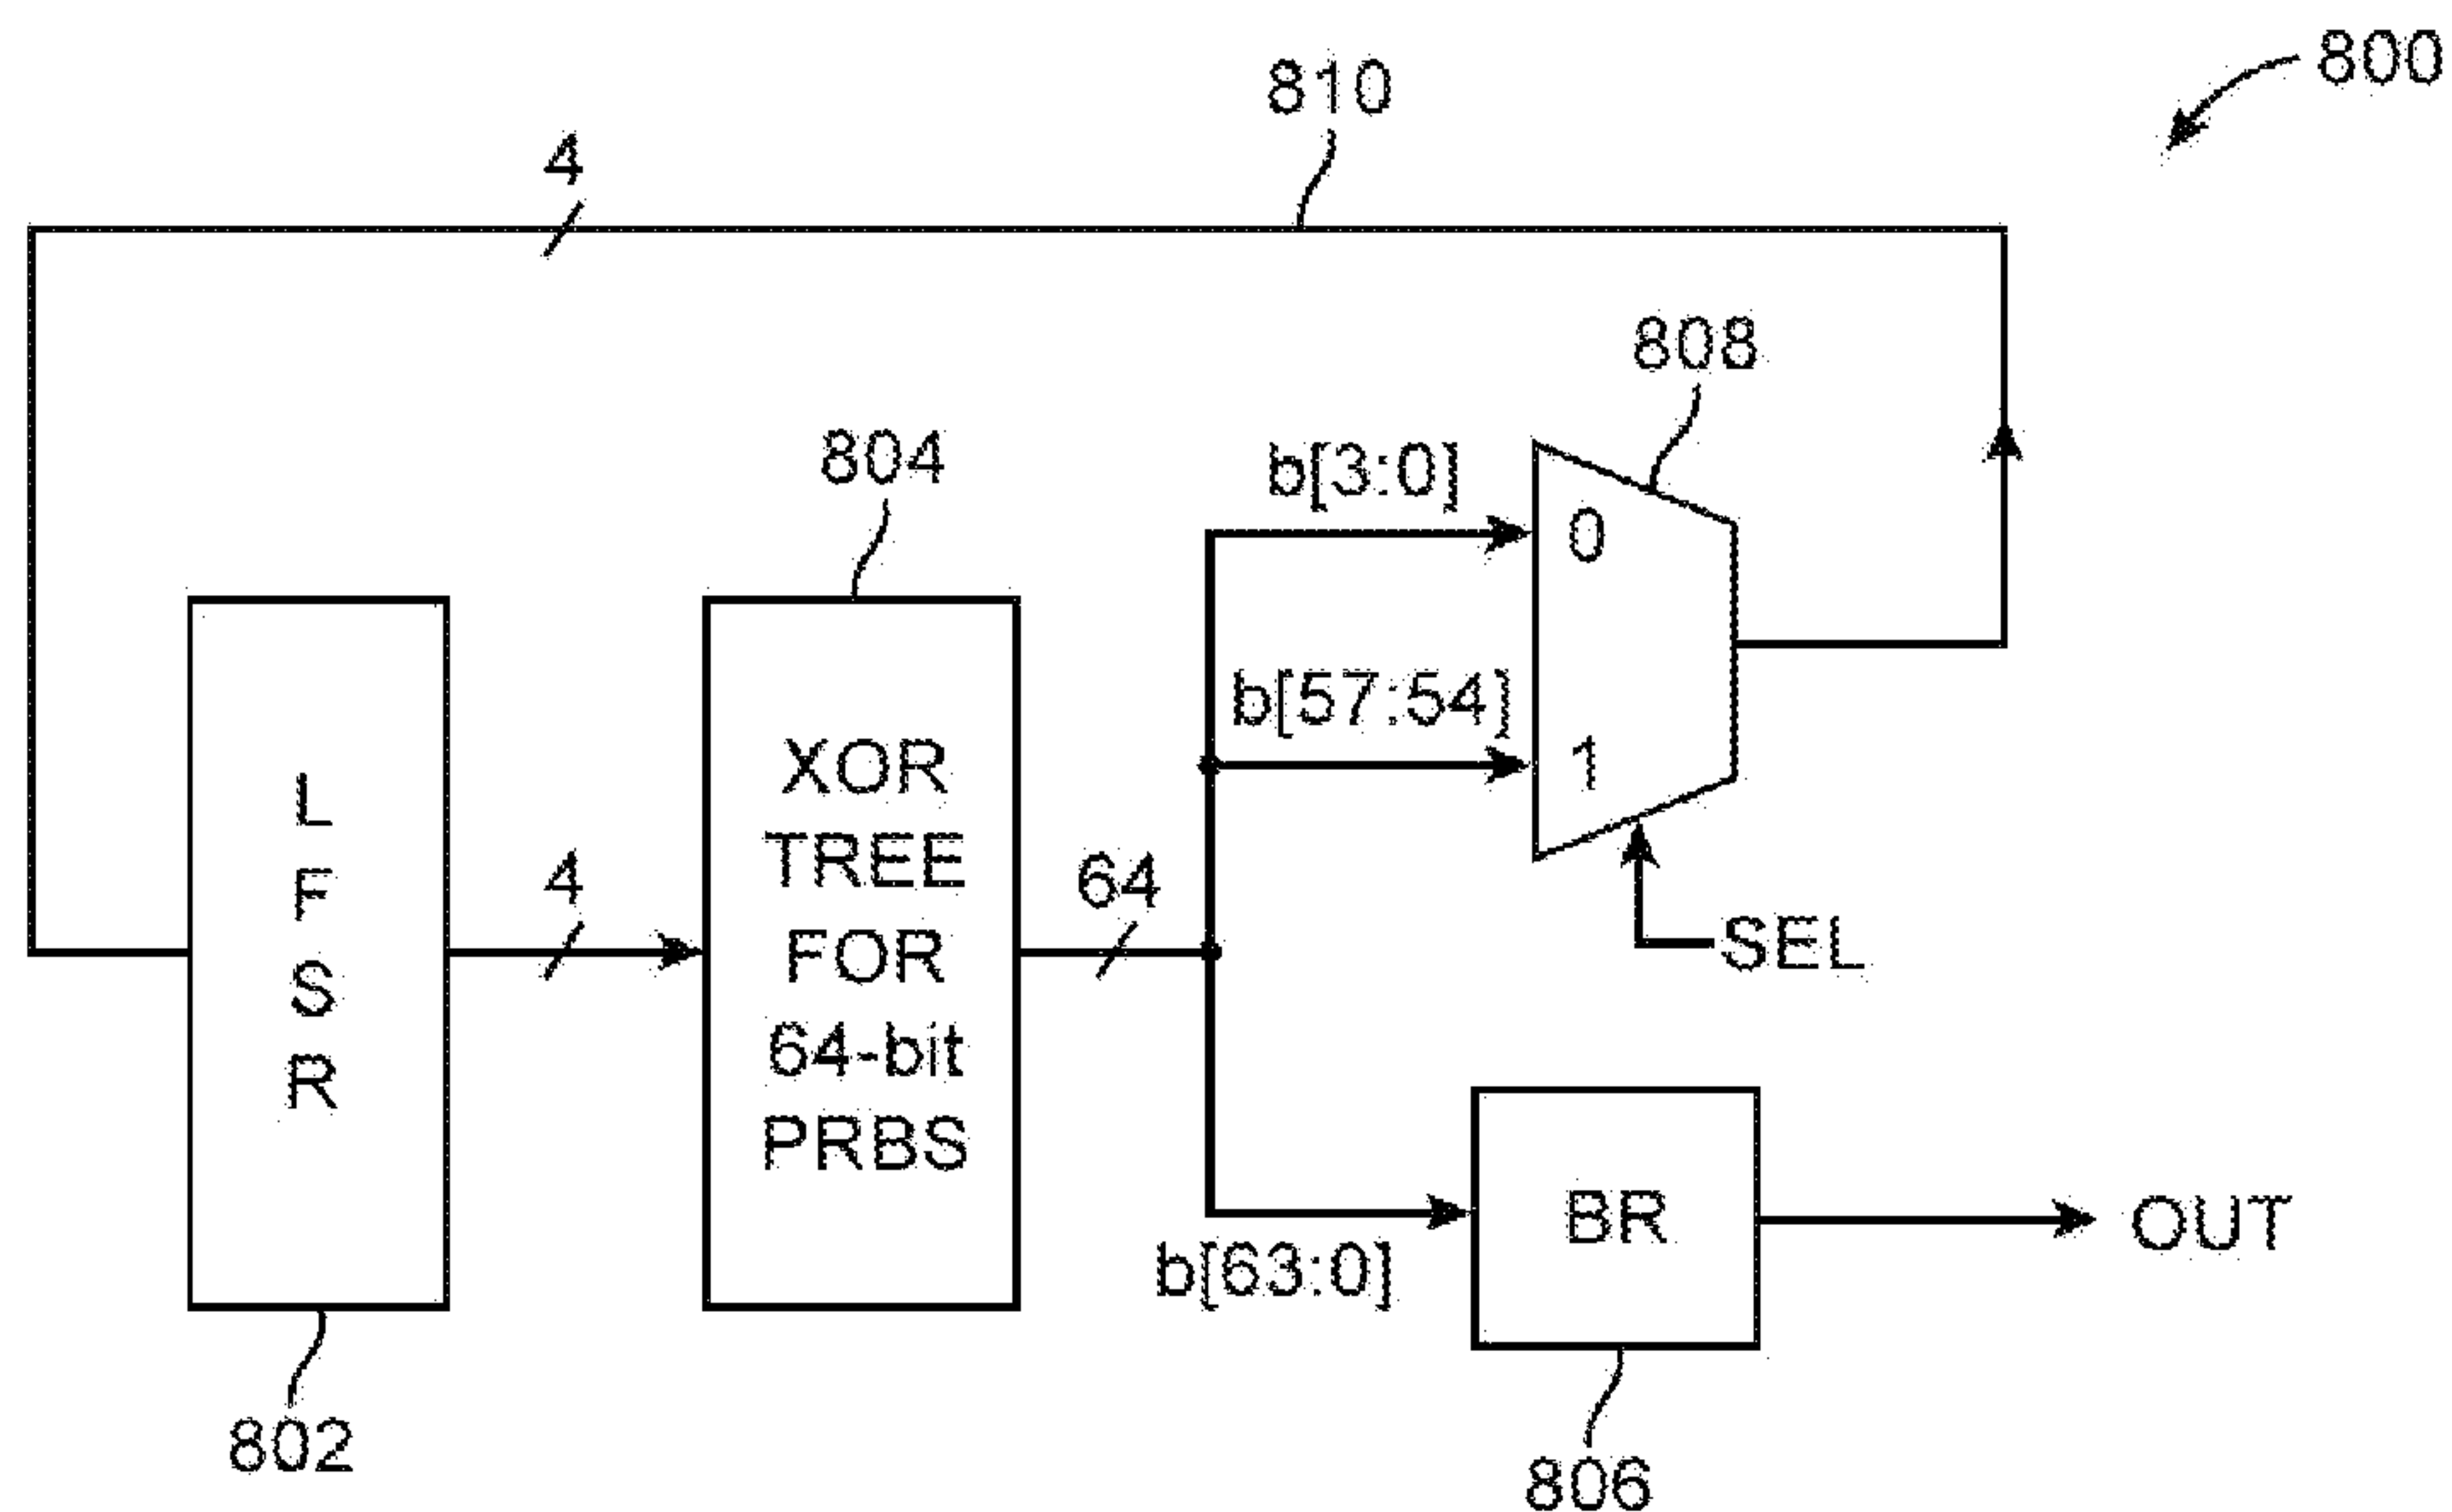 800
810
4
808
804
b[3:0]
0
b[57:54]
1
L
F
S
R
4
XOR
TREE
FOR
64-bit
PRBS
64
SEL
BR
OUT
b[63:0]
802
806